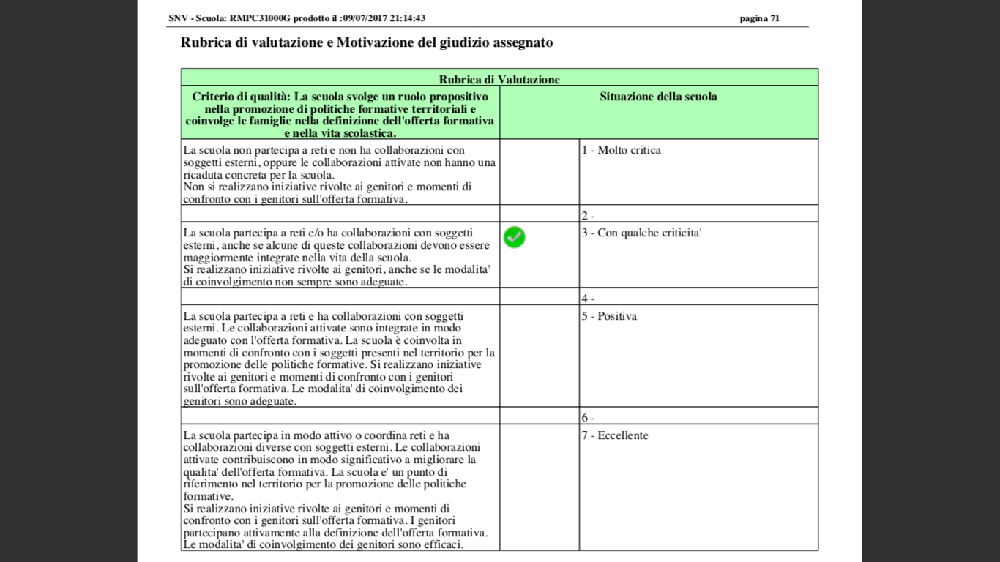 SNV - Scuola: RMPC31000G prodotto il :09/07/2017 21:14:43 pagina 71
Rubrica di valutazione e Motivazione del giudizio assegnato
Rubrica di Valutazione
Criterio di qualità: La scuola svolge un ruolo propositivo
nella promozione di politiche formative territoriali e
coinvolge le famiglie nella definizione dell'offerta formativa
e nella vita scolastica.
Situazione della scuola
La scuola non partecipa a reti e non ha collaborazioni con
soggetti esterni, oppure le collaborazioni attivate non hanno una
ricaduta concreta per la scuola.
Non si realizzano iniziative rivolte ai genitori e momenti di
confronto con i genitori sull'offerta formativa.
1 - Molto critica
2 -
La scuola partecipa a reti e/o ha collaborazioni con soggetti
esterni, anche se alcune di queste collaborazioni devono essere
maggiormente integrate nella vita della scuola.
Si realizzano iniziative rivolte ai genitori, anche se le modalita'
di coinvolgimento non sempre sono adeguate.
3 - Con qualche criticita'
4 -
La scuola partecipa a reti e ha collaborazioni con soggetti
esterni. Le collaborazioni attivate sono integrate in modo
adeguato con l'offerta formativa. La scuola è coinvolta in
momenti di confronto con i soggetti presenti nel territorio per la
promozione delle politiche formative. Si realizzano iniziative
rivolte ai genitori e momenti di confronto con i genitori
sull'offerta formativa. Le modalita' di coinvolgimento dei
genitori sono adeguate.
5 - Positiva
6 -
La scuola partecipa in modo attivo o coordina reti e ha
collaborazioni diverse con soggetti esterni. Le collaborazioni
attivate contribuiscono in modo significativo a migliorare la
qualita' dell'offerta formativa. La scuola e' un punto di
riferimento nel territorio per la promozione delle politiche
formative.
Si realizzano iniziative rivolte ai genitori e momenti di
confronto con i genitori sull'offerta formativa. I genitori
partecipano attivamente alla definizione dell'offerta formativa.
Le modalita' di coinvolgimento dei genitori sono efficaci.
7 - Eccellente